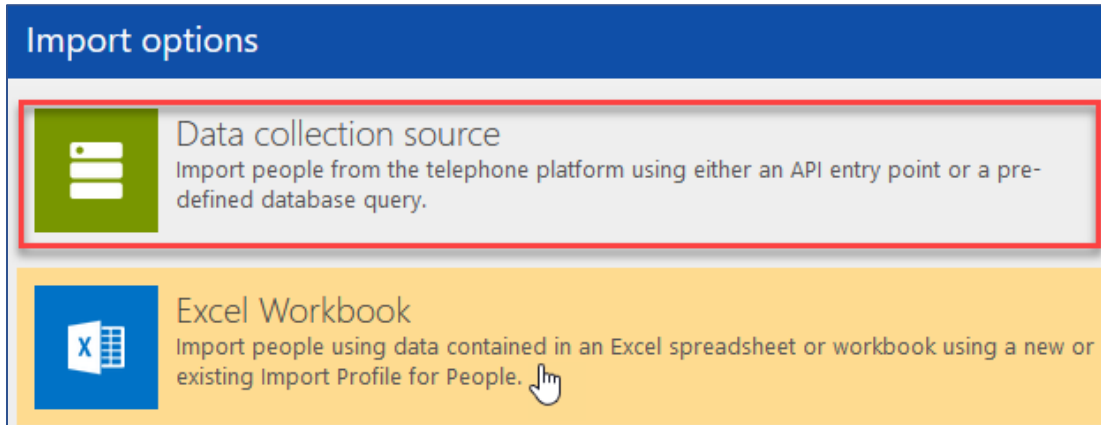 Import options
Data collection source
Import people from the telephone platform using either an API entry point or a pre-
defined database query.
Excel Workbook
Import people using data contained in an Excel spreadsheet or workbook using a new or
existing Import Profile for People.